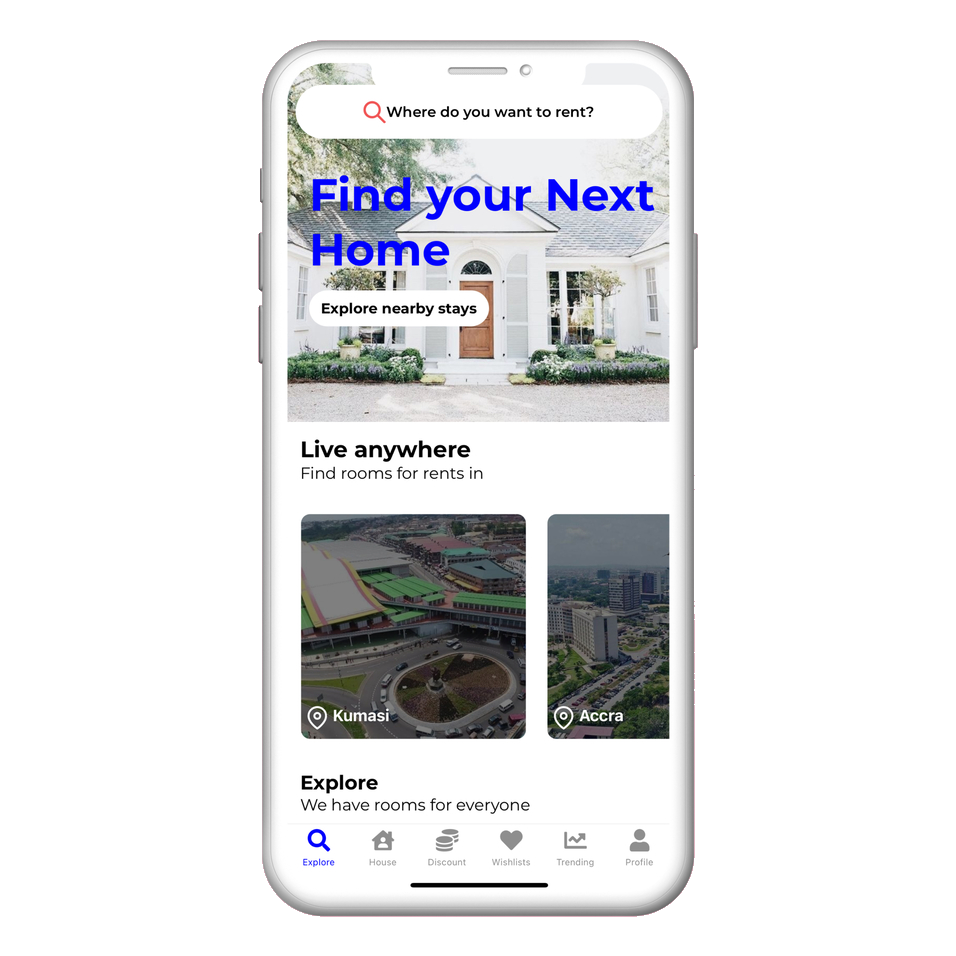 Where do you want to rent?
Find your Next
Home
Explore nearby stays
Live anywhere
Find rooms for rents in
Kumasi
Accra
Explore
We have rooms for everyone
Explore
House
Discount
Wishlists
Trending
Profile